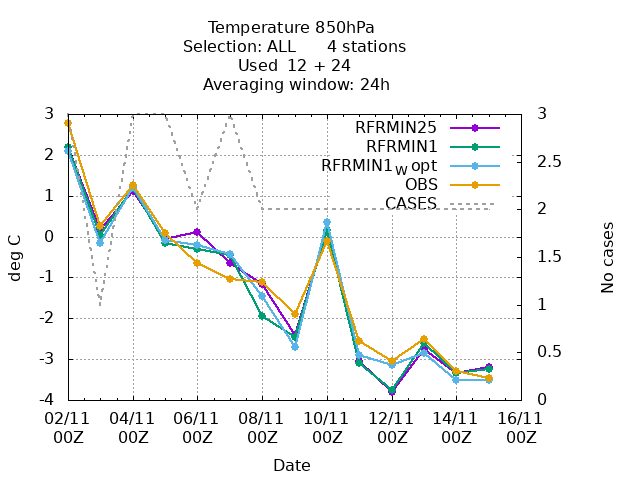 Temperature 850hPa
Selection: ALL 4 stations
Used 12 + 24
Averaging window: 24h
RFRMIN25
RFRMIN1
RFRMIN1w opt
OBS
CASES
3
2
1
0
-1
-2
-3
-4
deg C
3
2.5
2
1.5
1
0.5
0
No cases
02/11 04/11 06/11 08/11 10/11 12/11 14/11 16/11
00Z 00Z 00Z 00Z 00Z 00Z 00Z 00Z
Date